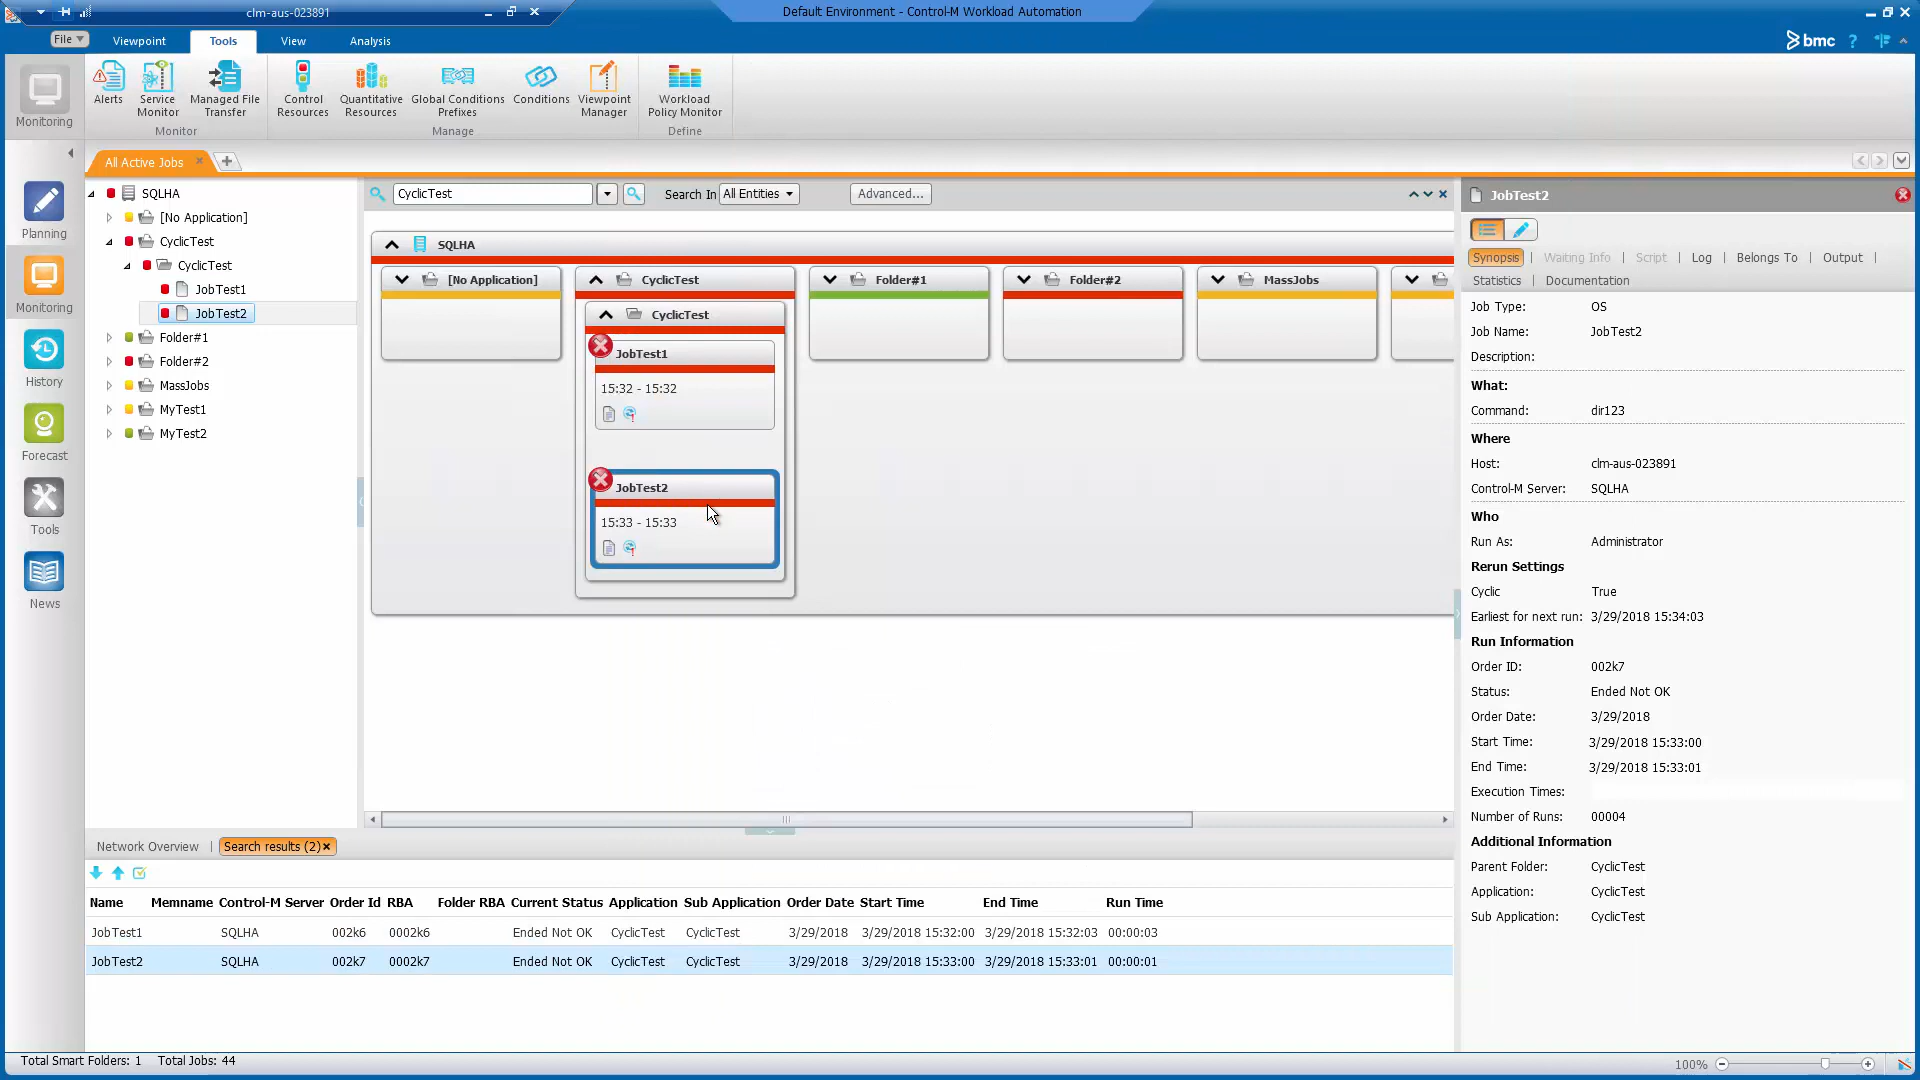 clm-aus-023891
Default Environment - Control-M Workload Automation
File
Viewpoint
Tools
View
Analysis
bmc
Monitoring
Alerts
Service Monitor
Managed File Transfer
Monitor
Control Resources
Quantitative Resources
Global Conditions Prefixes
Conditions
Viewpoint Manager
Manage
Workload Policy Monitor
Define
All Active Jobs
Planning
Monitoring
History
Forecast
Tools
News
SQLHA
[No Application]
CyclicTest
CyclicTest
JobTest1
JobTest2
Folder#1
Folder#2
MassJobs
MyTest1
MyTest2
CyclicTest
Search In All Entities
Advanced...
SQLHA
[No Application]
CyclicTest
Folder#1
Folder#2
MassJobs
CyclicTest
JobTest1
15:32 - 15:32
JobTest2
15:33 - 15:33
JobTest2
Synopsis | Waiting Info | Script | Log | Belongs To | Output |
Statistics | Documentation
Job Type: OS
Job Name: JobTest2
Description:
What:
Command: dir123
Where
Host: clm-aus-023891
Control-M Server: SQLHA
Who
Run As: Administrator
Rerun Settings
Cyclic True
Earliest for next run: 3/29/2018 15:34:03
Run Information
Order ID: 002k7
Status: Ended Not OK
Order Date: 3/29/2018
Start Time: 3/29/2018 15:33:00
End Time: 3/29/2018 15:33:01
Execution Times:
Number of Runs: 00004
Additional Information
Parent Folder: CyclicTest
Application: CyclicTest
Sub Application: CyclicTest
Network Overview | Search results (2)
Name Memname Control-M Server Order Id RBA Folder RBA Current Status Application Sub Application Order Date Start Time End Time Run Time
JobTest1 SQLHA 002k6 0002k6 Ended Not OK CyclicTest CyclicTest 3/29/2018 3/29/2018 15:32:00 3/29/2018 15:32:03 00:00:03
JobTest2 SQLHA 002k7 0002k7 Ended Not OK CyclicTest CyclicTest 3/29/2018 3/29/2018 15:33:00 3/29/2018 15:33:01 00:00:01
Total Smart Folders: 1 Total Jobs: 44
100%